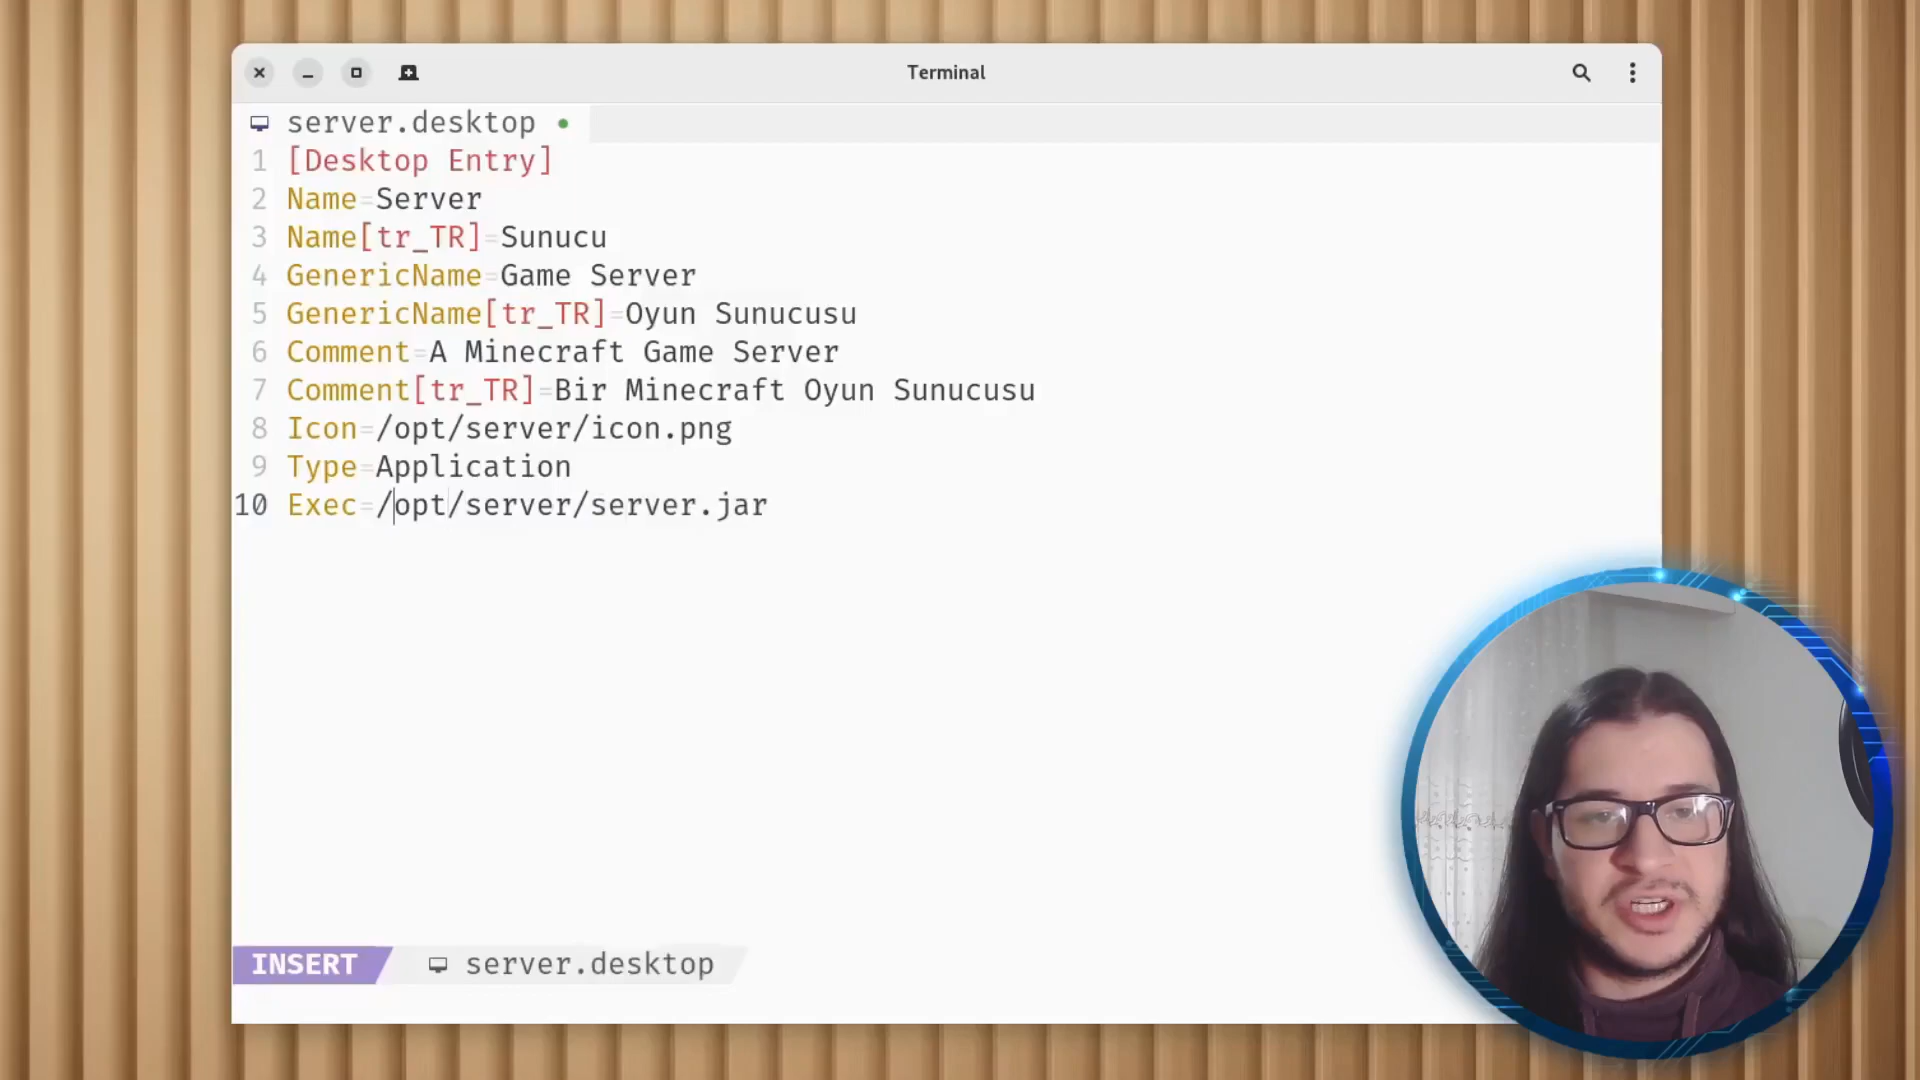 Terminal
server.desktop
1 [Desktop Entry]
2 Name=Server
3 Name[tr_TR]=Sunucu
4 GenericName=Game Server
5 GenericName[tr_TR]=Oyun Sunucusu
6 Comment=A Minecraft Game Server
7 Comment[tr_TR]=Bir Minecraft Oyun Sunucusu
8 Icon=/opt/server/icon.png
9 Type=Application
10 Exec=/opt/server/server.jar
INSERT server.desktop